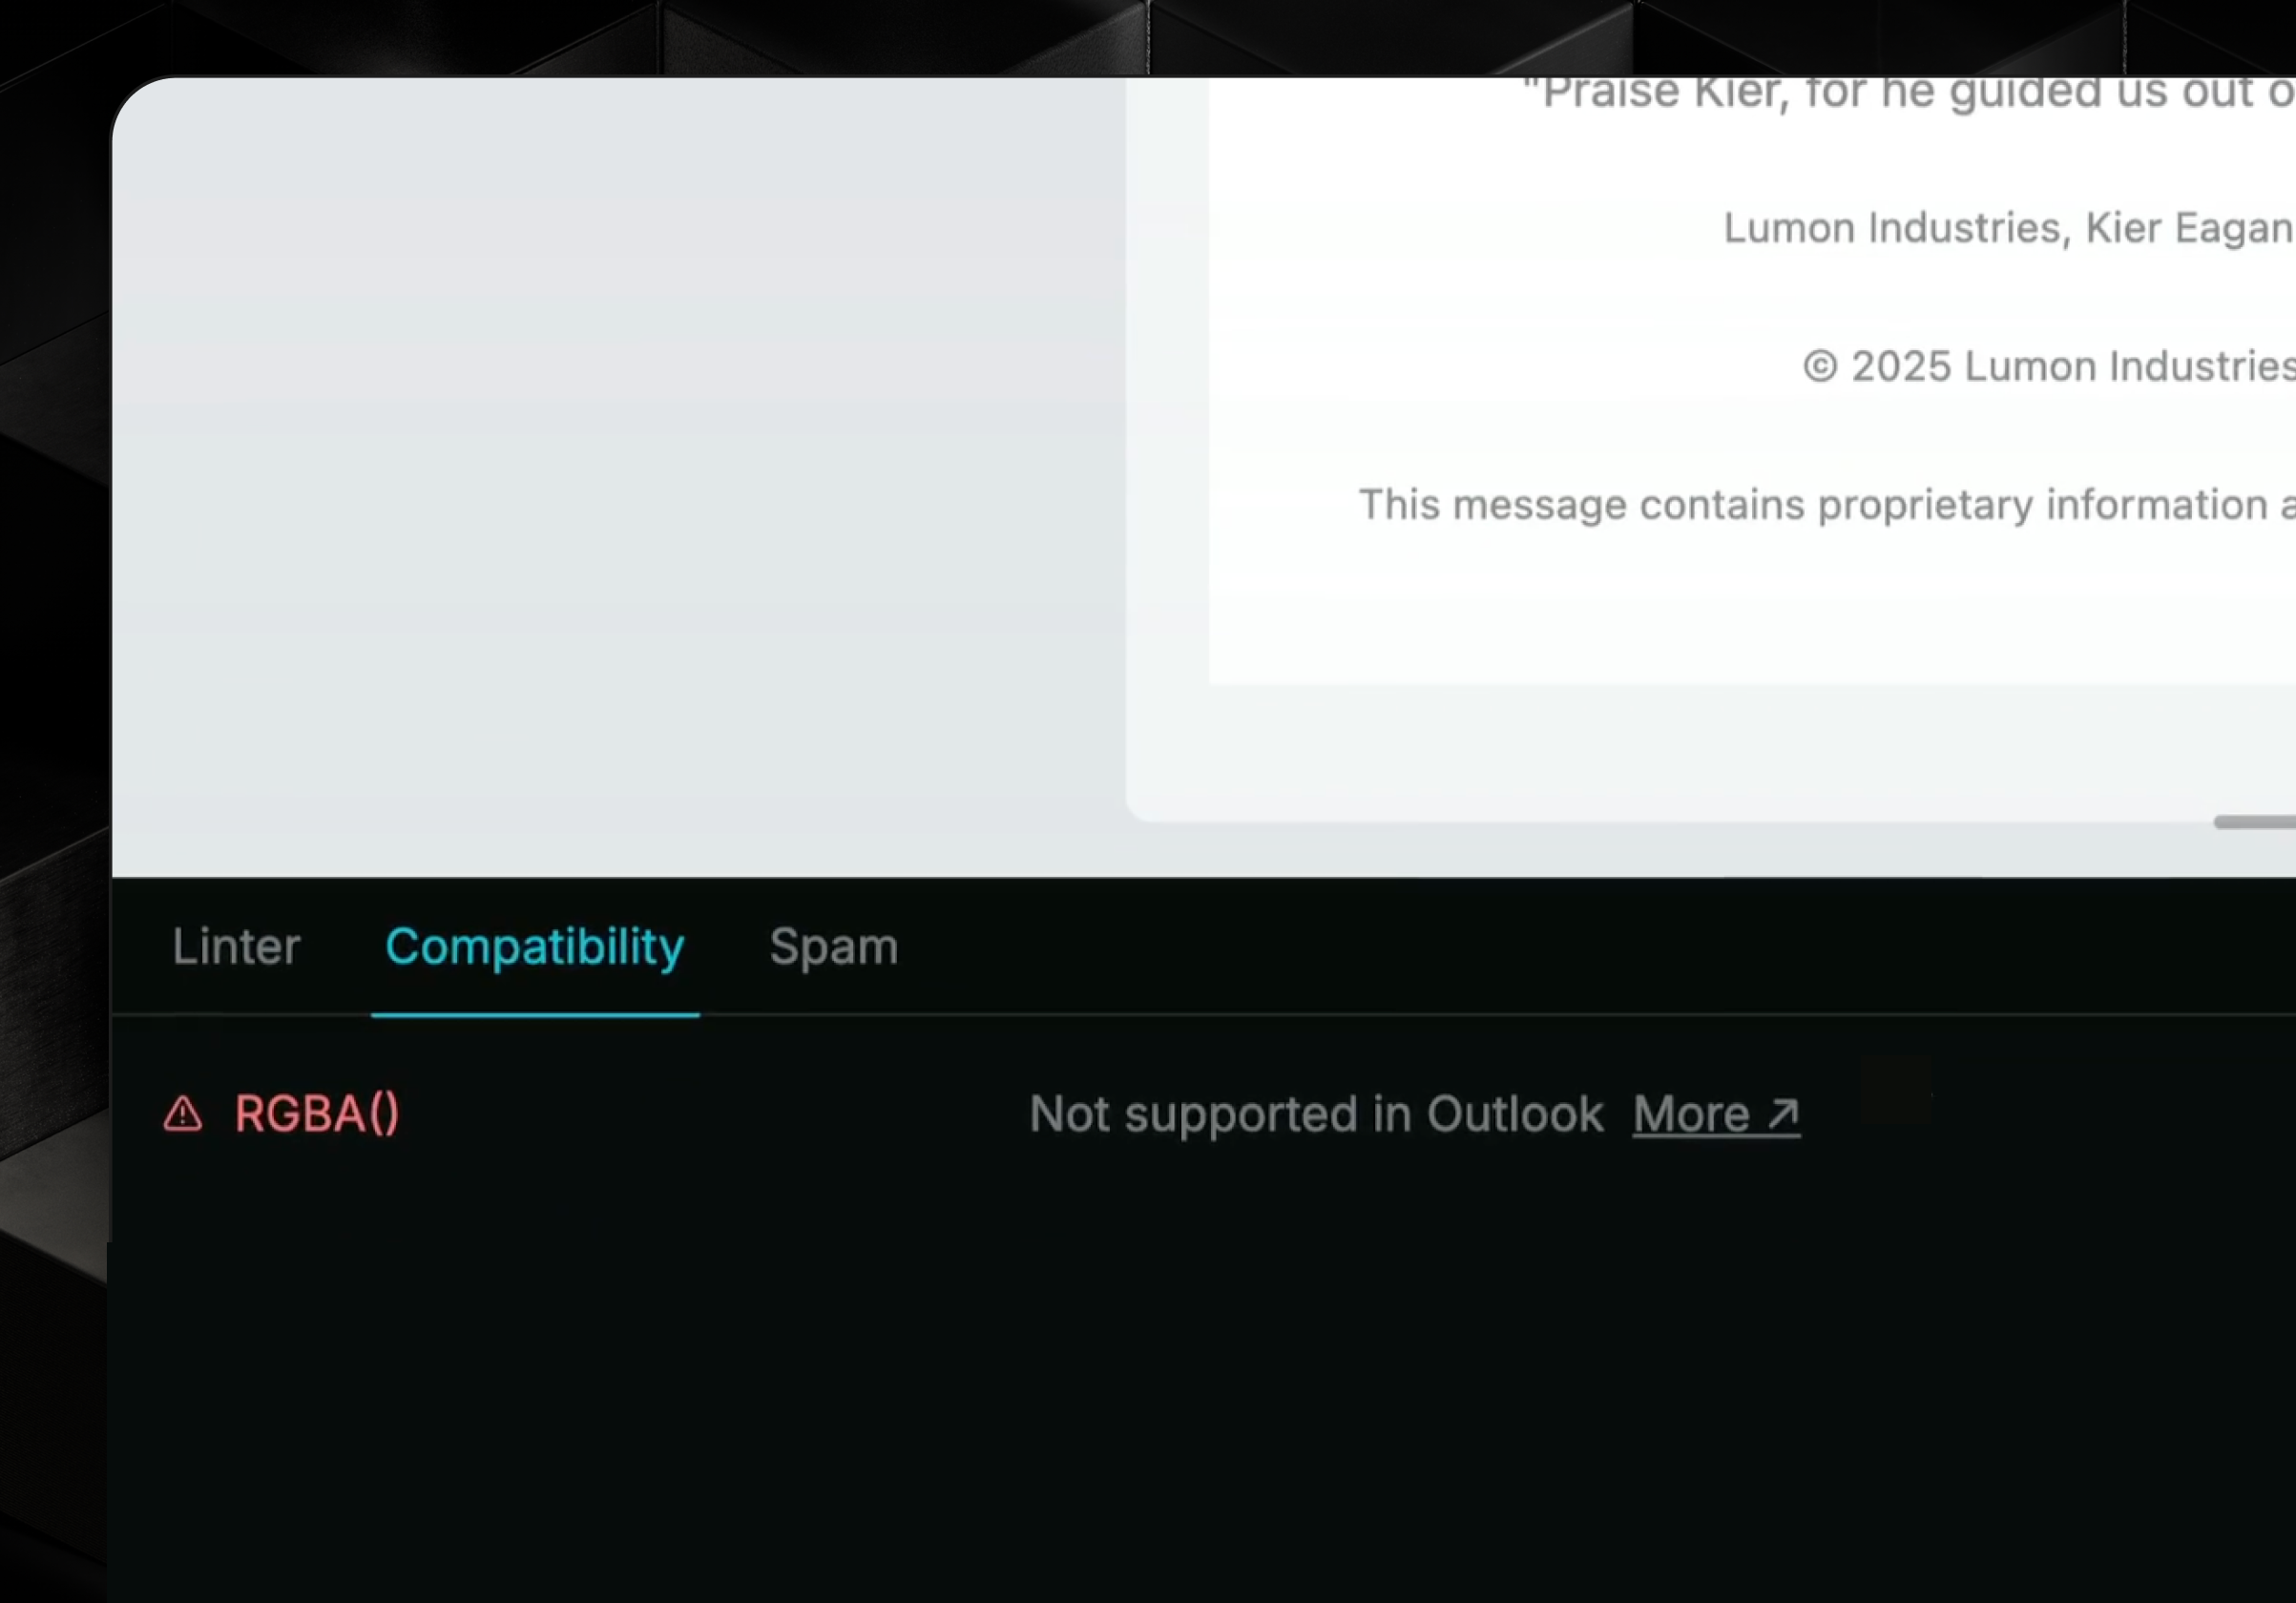 "Praise Kier, for he guided us out o
Lumon Industries, Kier Eagan
© 2025 Lumon Industries
This message contains proprietary information a
Linter Compatibility Spam
RGBA() Not supported in Outlook More ↗